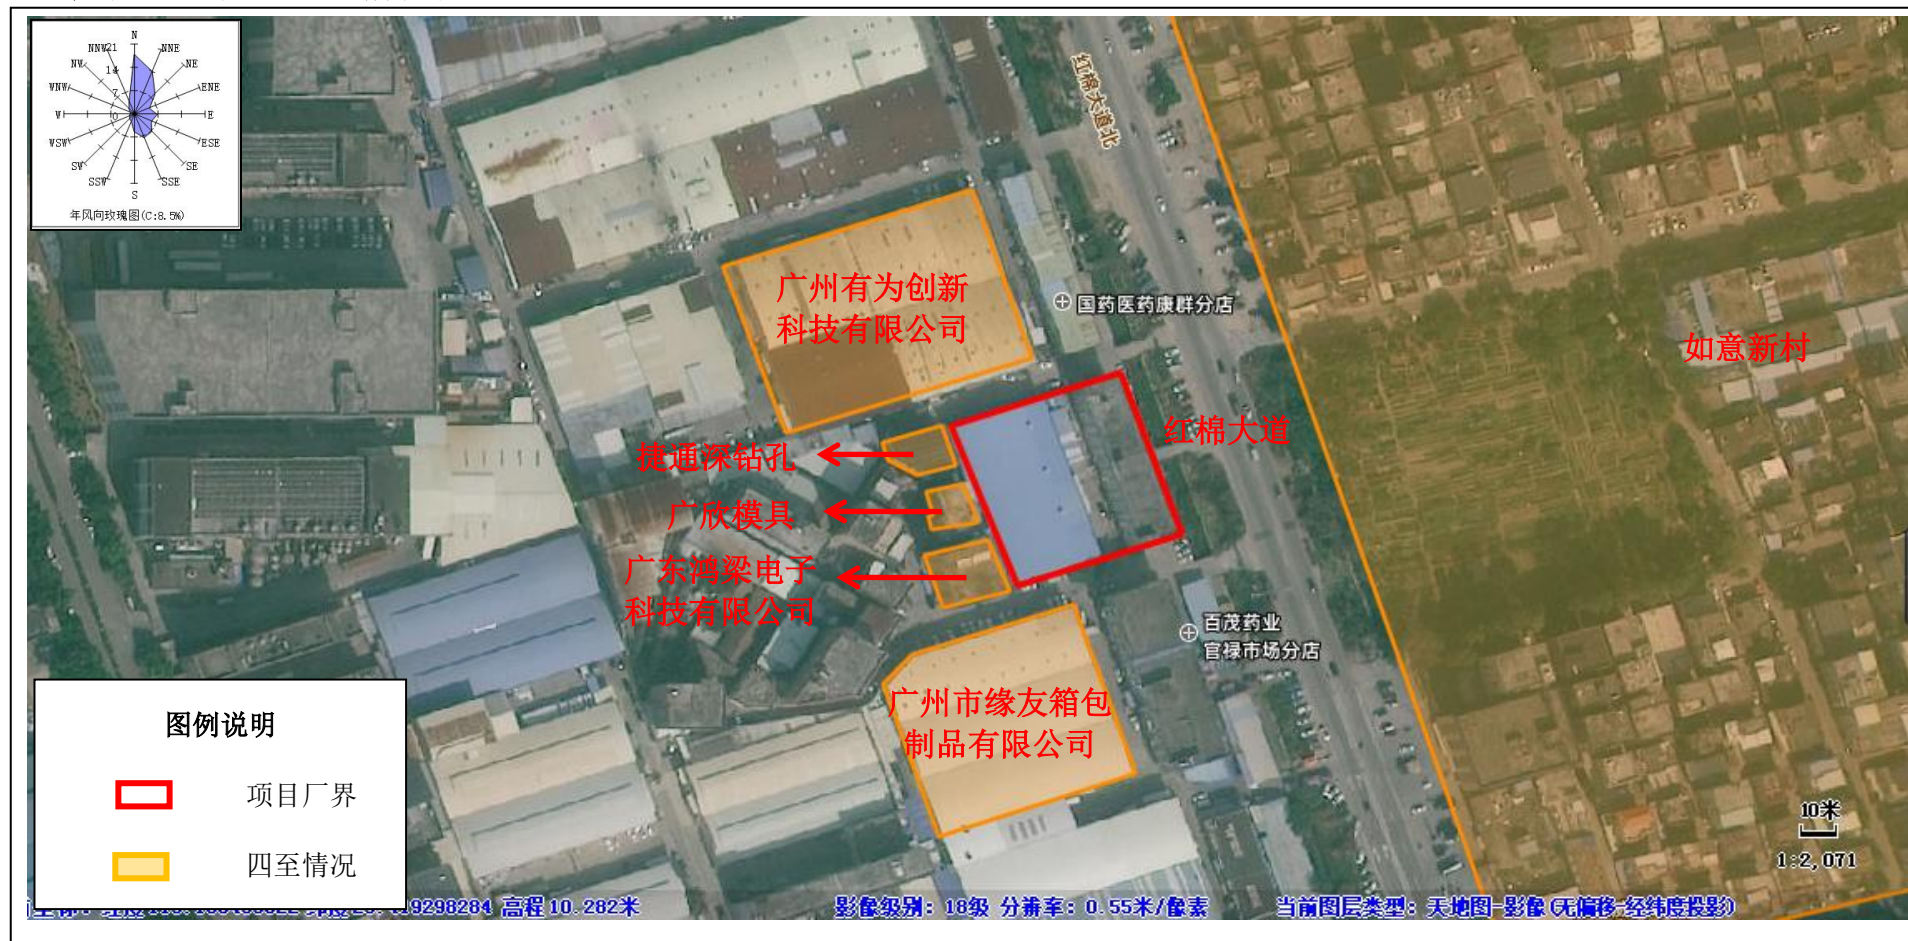 N
NNW
21
NNE
NW
14
NE
WNW
7
ENE
W
0
E
WSW
ESE
SW
SE
SSW
SSE
S
年风向玫瑰图(C:8.5%)
红棉大道北
广州有为创新
科技有限公司
国药医药康群分店
如意新村
红棉大道
捷通深钻孔
广欣模具
广东鸿梁电子
科技有限公司
百茂药业
官禄市场分店
广州市缘友箱包
制品有限公司
图例说明
项目厂界
四至情况
10米
1:2,071
9298284 高程10.282米
影像级别：18级 分辨率：0.55米/像素
当前图层类型：天地图-影像(无偏移-经纬度投影)